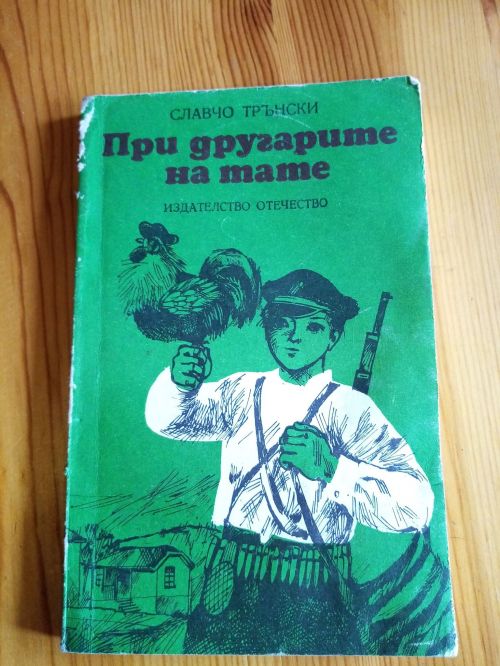 СЛАВЧО ТРЪНСКИ
При другарите
на тате
ИЗДАТЕЛСТВО ОТЕЧЕСТВО